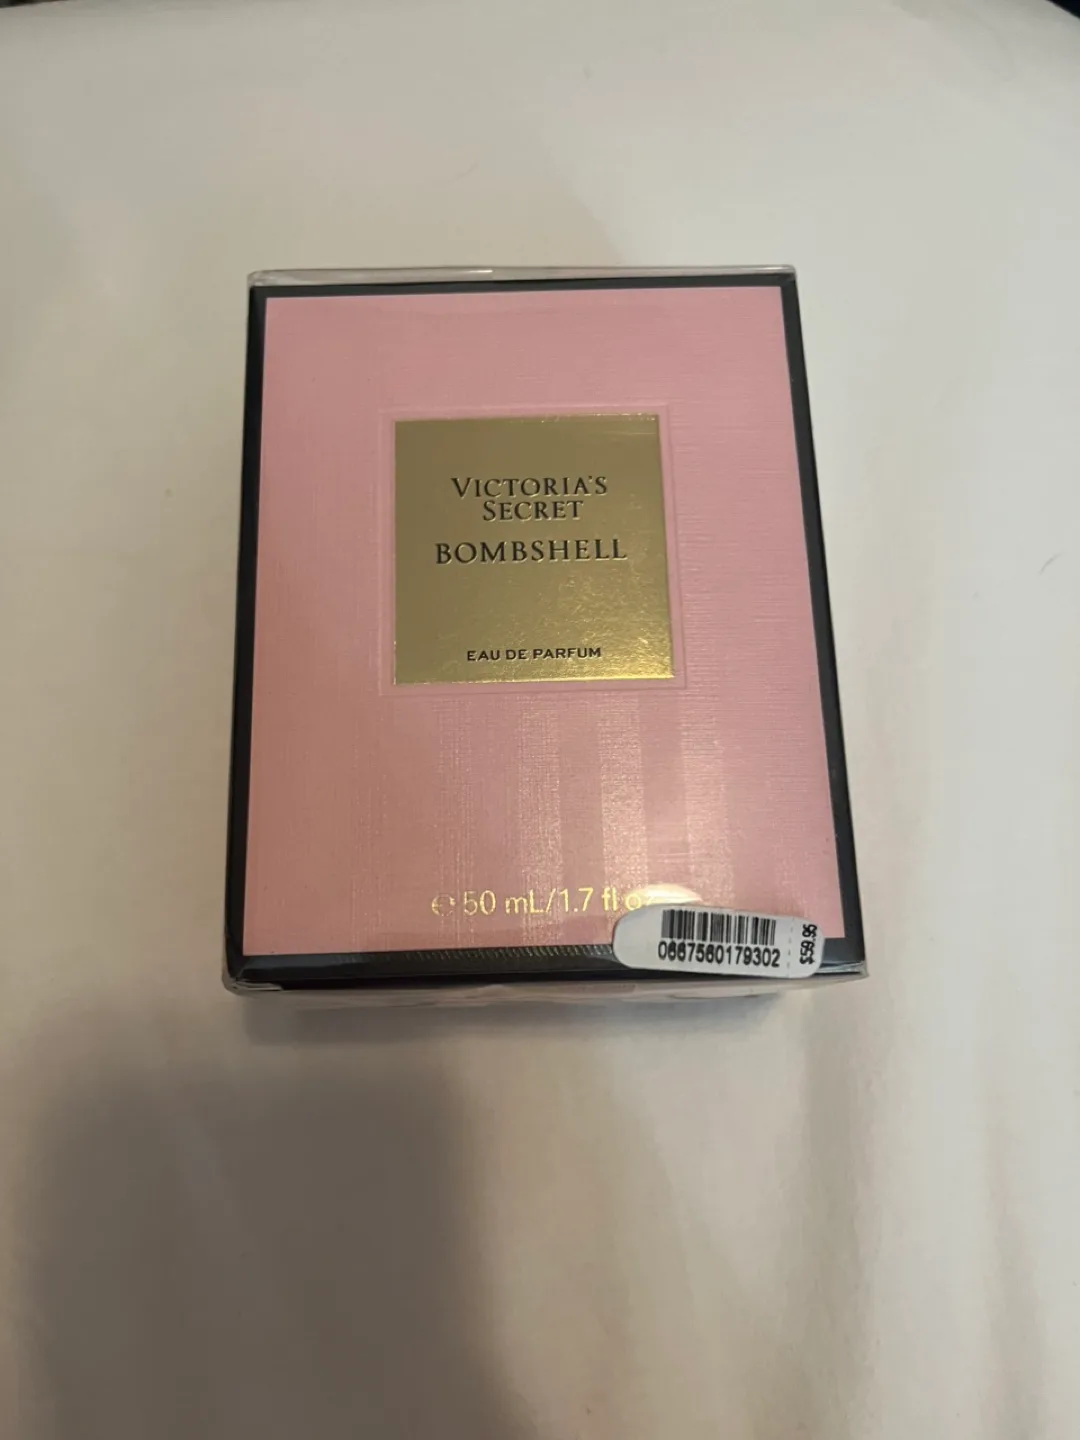 VICTORIA'S
SECRET
BOMBSHELL
EAU DE PARFUM
℮ 50 mL/1.7 fl
0667560179302
$59.95